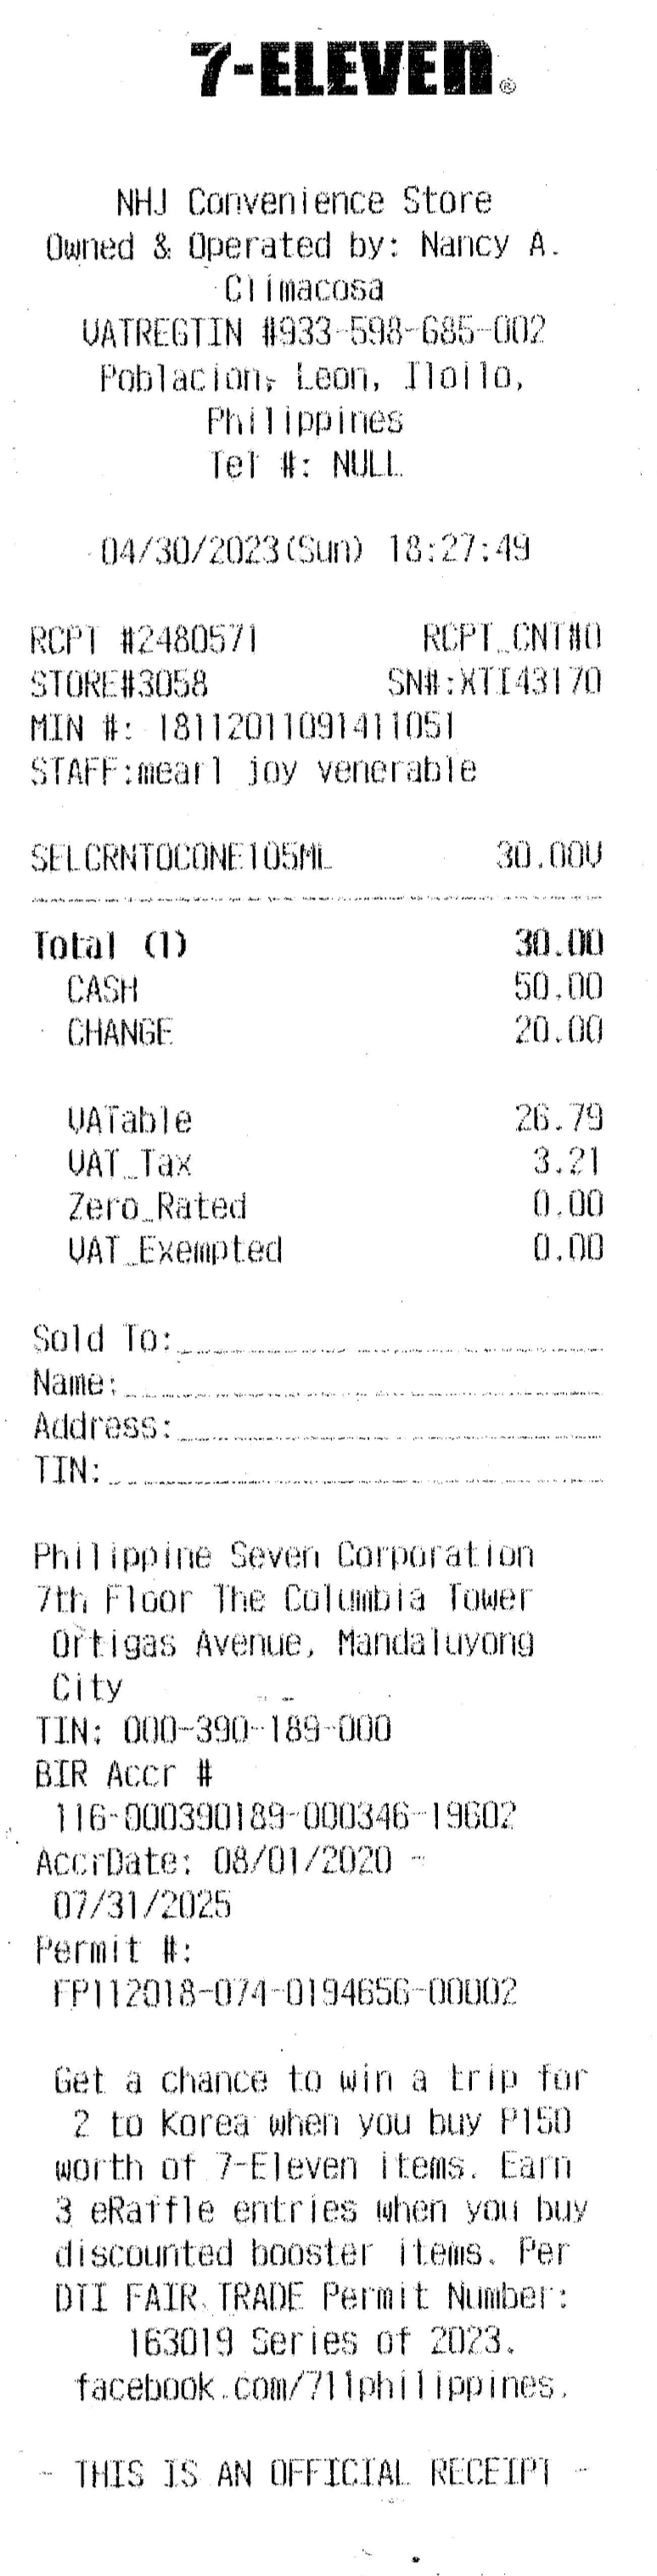 7-ELEVEN®
NHJ Convenience Store
Owned & Operated by: Nancy A.
Climacosa
VATREGTIN #933-598-685-002
Poblacion, Leon, Iloilo,
Philippines
Tel #: NULL
04/30/2023(Sun) 18:27:49
RCPT #2480571 RCPT_CNT#0
STORE#3058 SN#:XTI43170
MIN #: 18112011091411051
STAFF:mearl joy venerable
SELCRNTOCONE105ML 30.00V
Total (1) 30.00
CASH 50.00
CHANGE 20.00
VATable 26.79
VAT_Tax 3.21
Zero_Rated 0.00
VAT_Exempted 0.00
Sold To:
Name:
Address:
TIN:
Philippine Seven Corporation
7th Floor The Columbia Tower
Ortigas Avenue, Mandaluyong
City
TIN: 000-390-189-000
BIR Accr #
116-000390189-000346-19602
AccrDate: 08/01/2020 -
07/31/2025
Permit #:
FP112018-074-0194656-00002
Get a chance to win a trip for
2 to Korea when you buy P150
worth of 7-Eleven items. Earn
3 eRaffle entries when you buy
discounted booster items. Per
DTI FAIR TRADE Permit Number:
163019 Series of 2023.
facebook.com/711philippines.
- THIS IS AN OFFICIAL RECEIPT -